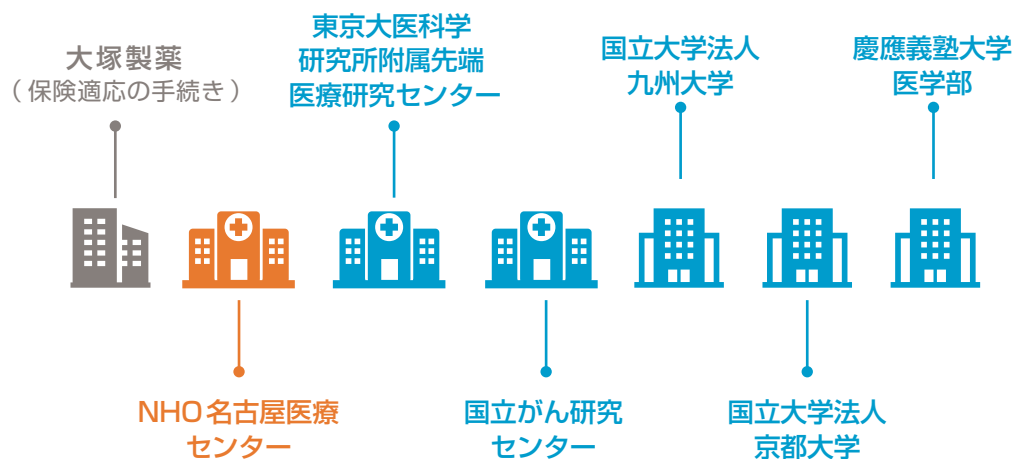 大塚製薬
（保険適応の手続き）
東京大医科学
研究所附属先端
医療研究センター
国立大学法人
九州大学
慶應義塾大学
医学部
NHO名古屋医療
センター
国立がん研究
センター
国立大学法人
京都大学